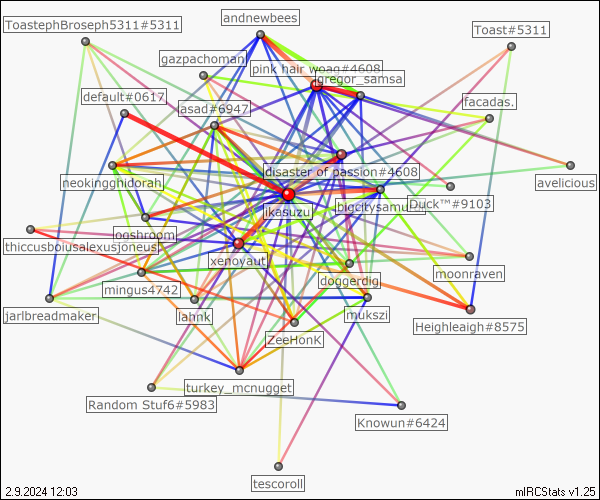 andnewbees
ToastephBroseph5311#5311
Toast#5311
gazpachoman
pink hair woag#4608
gregor_samsa
default#0617
asad#6947
facadas.
disaster of passion#4608
neokingghidorah
avelicious
Duck™#9103
ikasuzu
thiccusboiusalexusjoneus
xenoyaut
moonraven
doggerdig
mingus4742
jarlbreadmaker
lahnk
mukszi
Heighleaigh#8575
ZeeHonK
turkey_mcnugget
Random Stuf6#5983
Knowun#6424
tescoroll
2.9.2024 12:03
mIRCStats v1.25